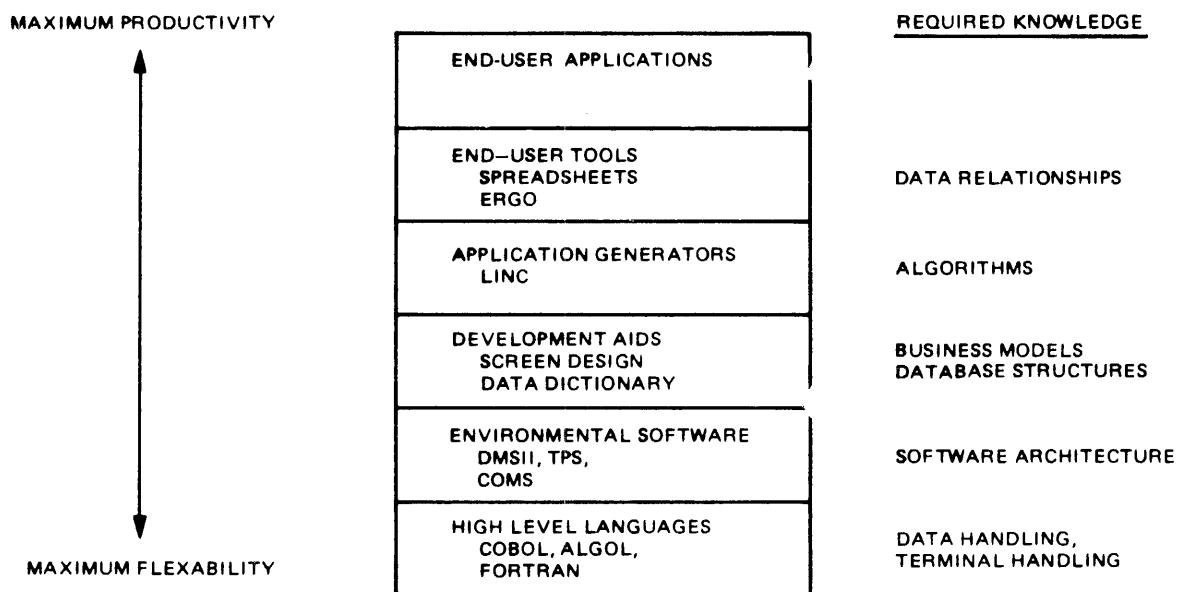 MAXIMUM PRODUCTIVITY
MAXIMUM FLEXABILITY
END-USER APPLICATIONS
END–USER TOOLS
SPREADSHEETS
ERGO
APPLICATION GENERATORS
LINC
DEVELOPMENT AIDS
SCREEN DESIGN
DATA DICTIONARY
ENVIRONMENTAL SOFTWARE
DMSII, TPS,
COMS
HIGH LEVEL LANGUAGES
COBOL, ALGOL,
FORTRAN
REQUIRED KNOWLEDGE
DATA RELATIONSHIPS
ALGORITHMS
BUSINESS MODELS
DATABASE STRUCTURES
SOFTWARE ARCHITECTURE
DATA HANDLING,
TERMINAL HANDLING